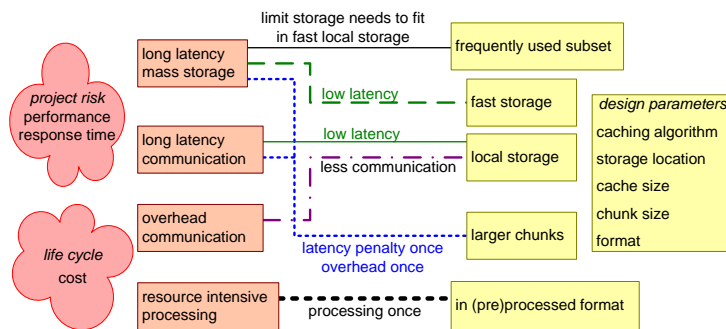 limit storage needs to fit
in fast local storage
long latency
mass storage
frequently used subset
project risk
performance
response time
low latency
fast storage
design parameters
caching algorithm
storage location
cache size
chunk size
format
long latency
communication
low latency
less communication
local storage
overhead
communication
life cycle
cost
latency penalty once
overhead once
larger chunks
resource intensive
processing
processing once
in (pre)processed format